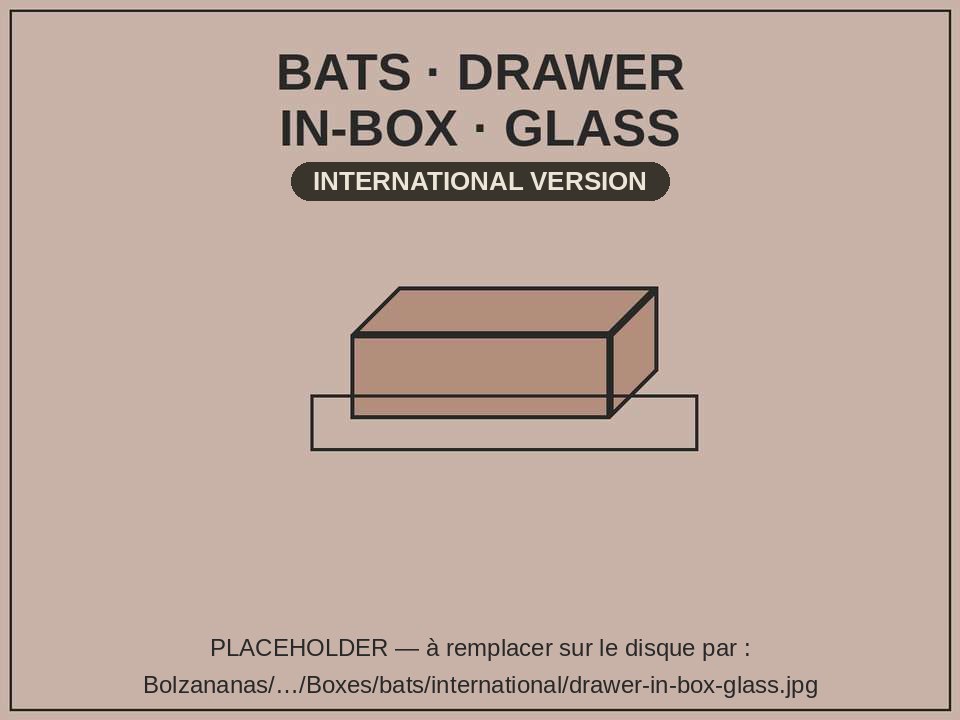 BATS · DRAWER
IN-BOX · GLASS
INTERNATIONAL VERSION
PLACEHOLDER — à remplacer sur le disque par :
Bolzananas/…/Boxes/bats/international/drawer-in-box-glass.jpg